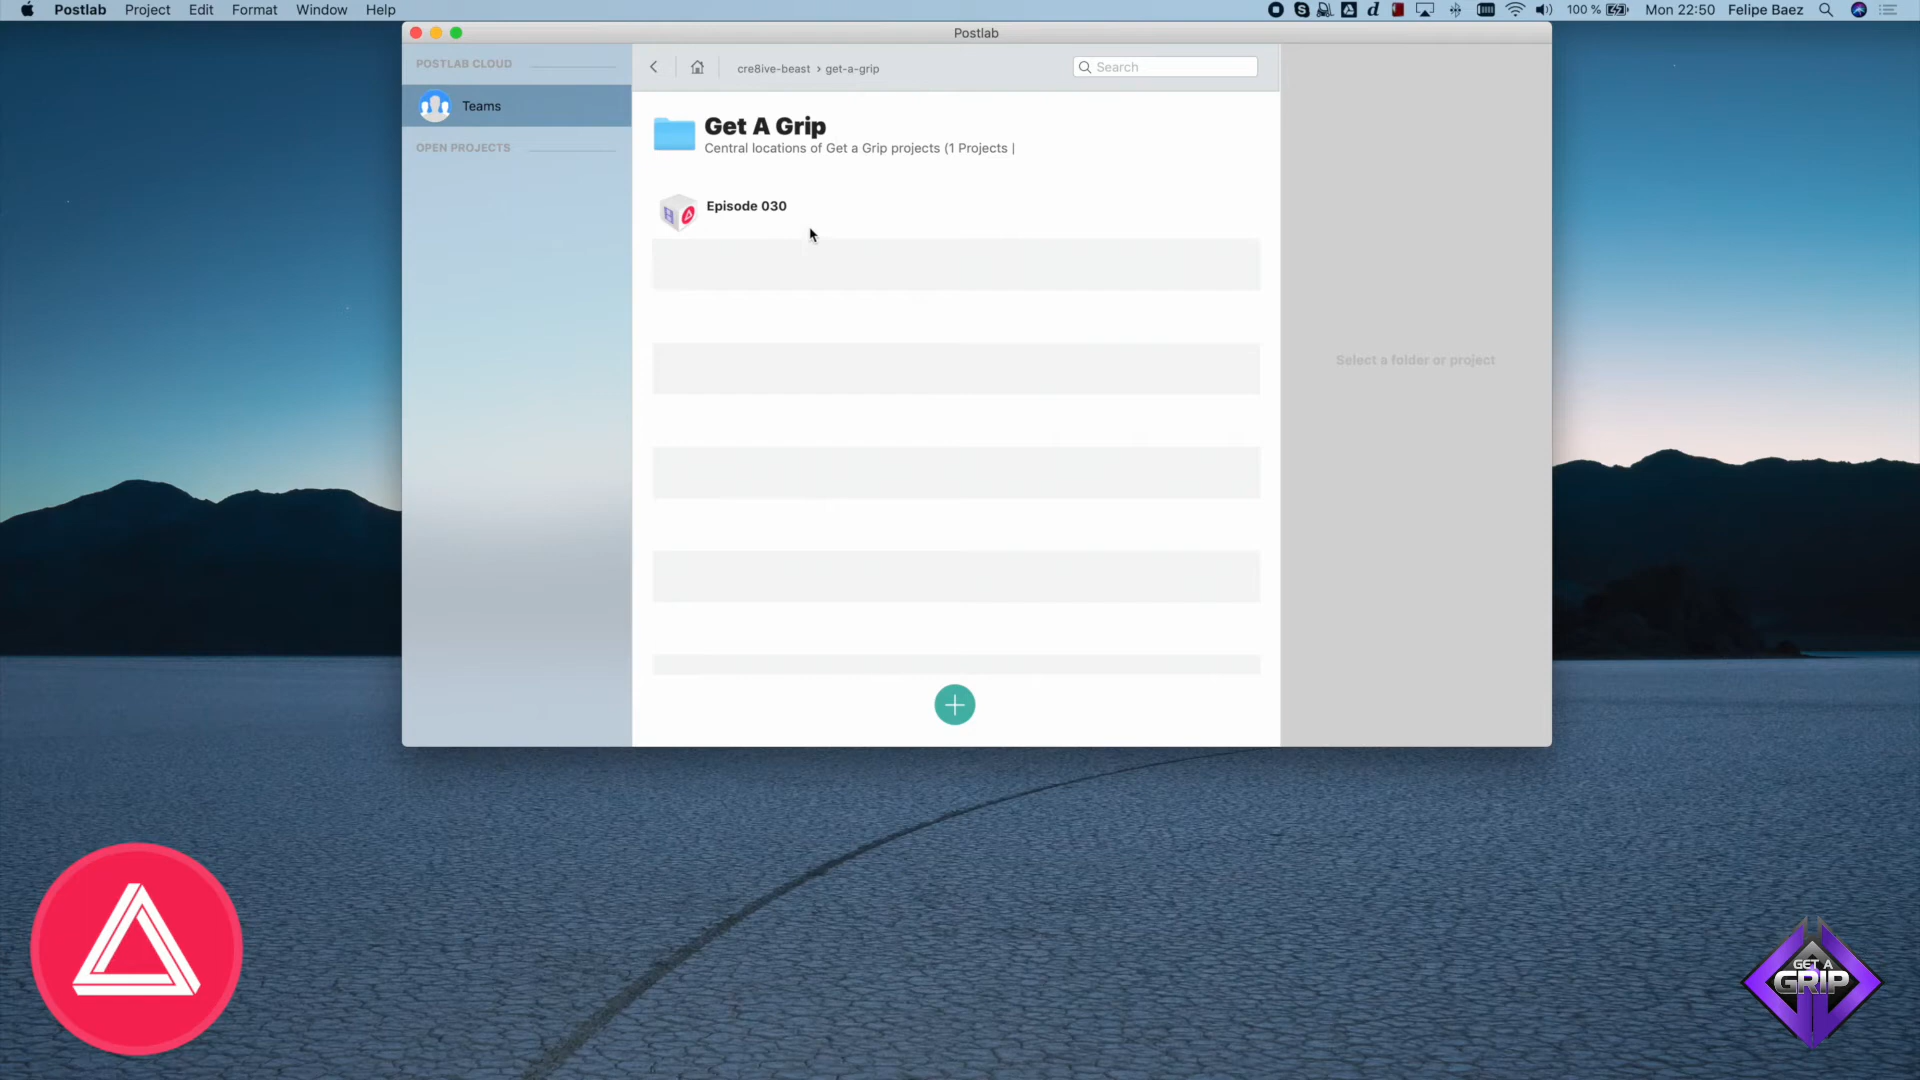 Postlab Project Edit Format Window Help
d 100 % Mon 22:50 Felipe Baez
Postlab
POSTLAB CLOUD
Teams
OPEN PROJECTS
cre8ive-beast › get-a-grip
Search
Get A Grip
Central locations of Get a Grip projects (1 Projects |
Episode 030
Select a folder or project
GET A
GRIP